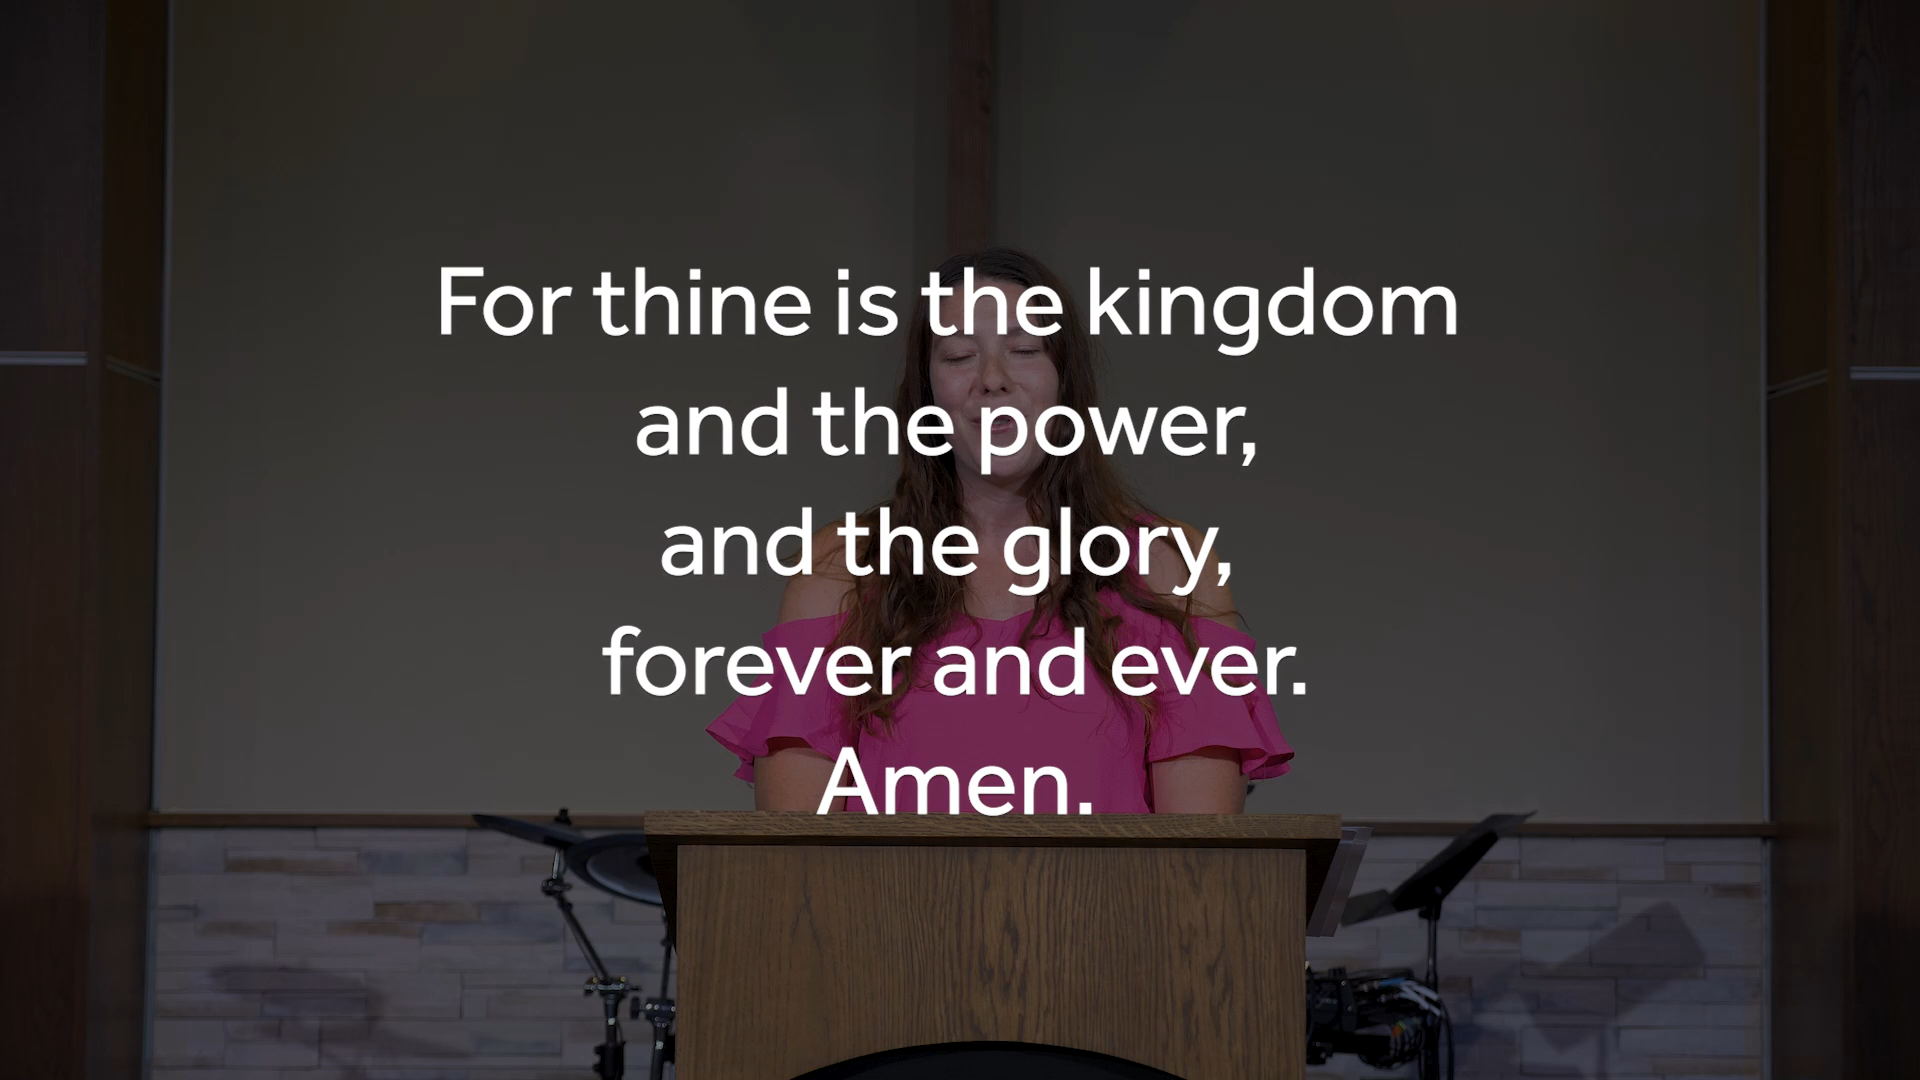 For thine is the kingdom
and the power,
and the glory,
forever and ever.
Amen.